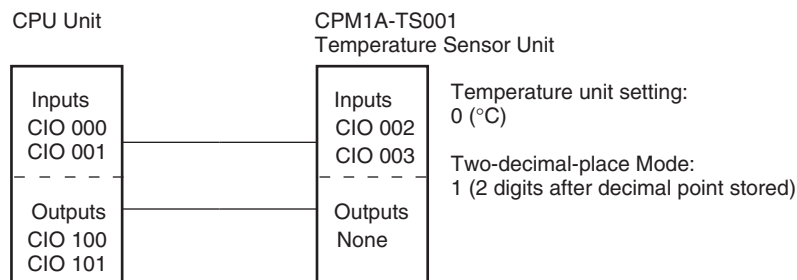 CPU Unit
CPM1A-TS001
Temperature Sensor Unit
Inputs
CIO 000
CIO 001
Outputs
CIO 100
CIO 101
Inputs
CIO 002
CIO 003
Outputs
None
Temperature unit setting:
0 (°C)
Two-decimal-place Mode:
1 (2 digits after decimal point stored)